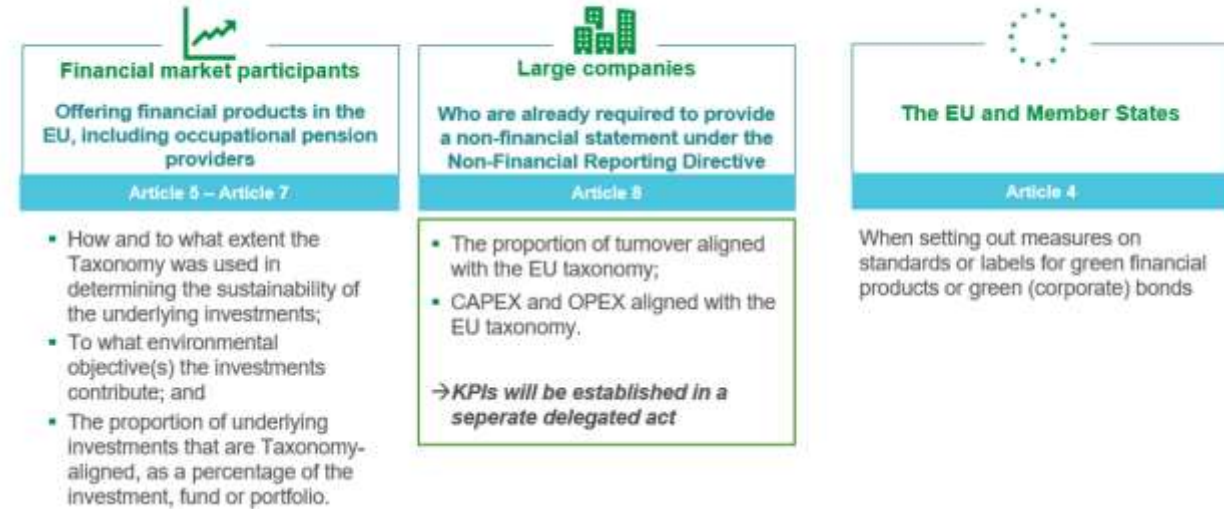 Financial market participants
Offering financial products in the
EU, including occupational pension
providers
Article 5 – Article 7
▪ How and to what extent the
Taxonomy was used in
determining the sustainability of
the underlying investments;
▪ To what environmental
objective(s) the investments
contribute; and
▪ The proportion of underlying
investments that are Taxonomy-
aligned, as a percentage of the
investment, fund or portfolio.
Large companies
Who are already required to provide
a non-financial statement under the
Non-Financial Reporting Directive
Article 8
▪ The proportion of turnover aligned
with the EU taxonomy;
▪ CAPEX and OPEX aligned with the
EU taxonomy.
→KPIs will be established in a
seperate delegated act
The EU and Member States
Article 4
When setting out measures on
standards or labels for green financial
products or green (corporate) bonds